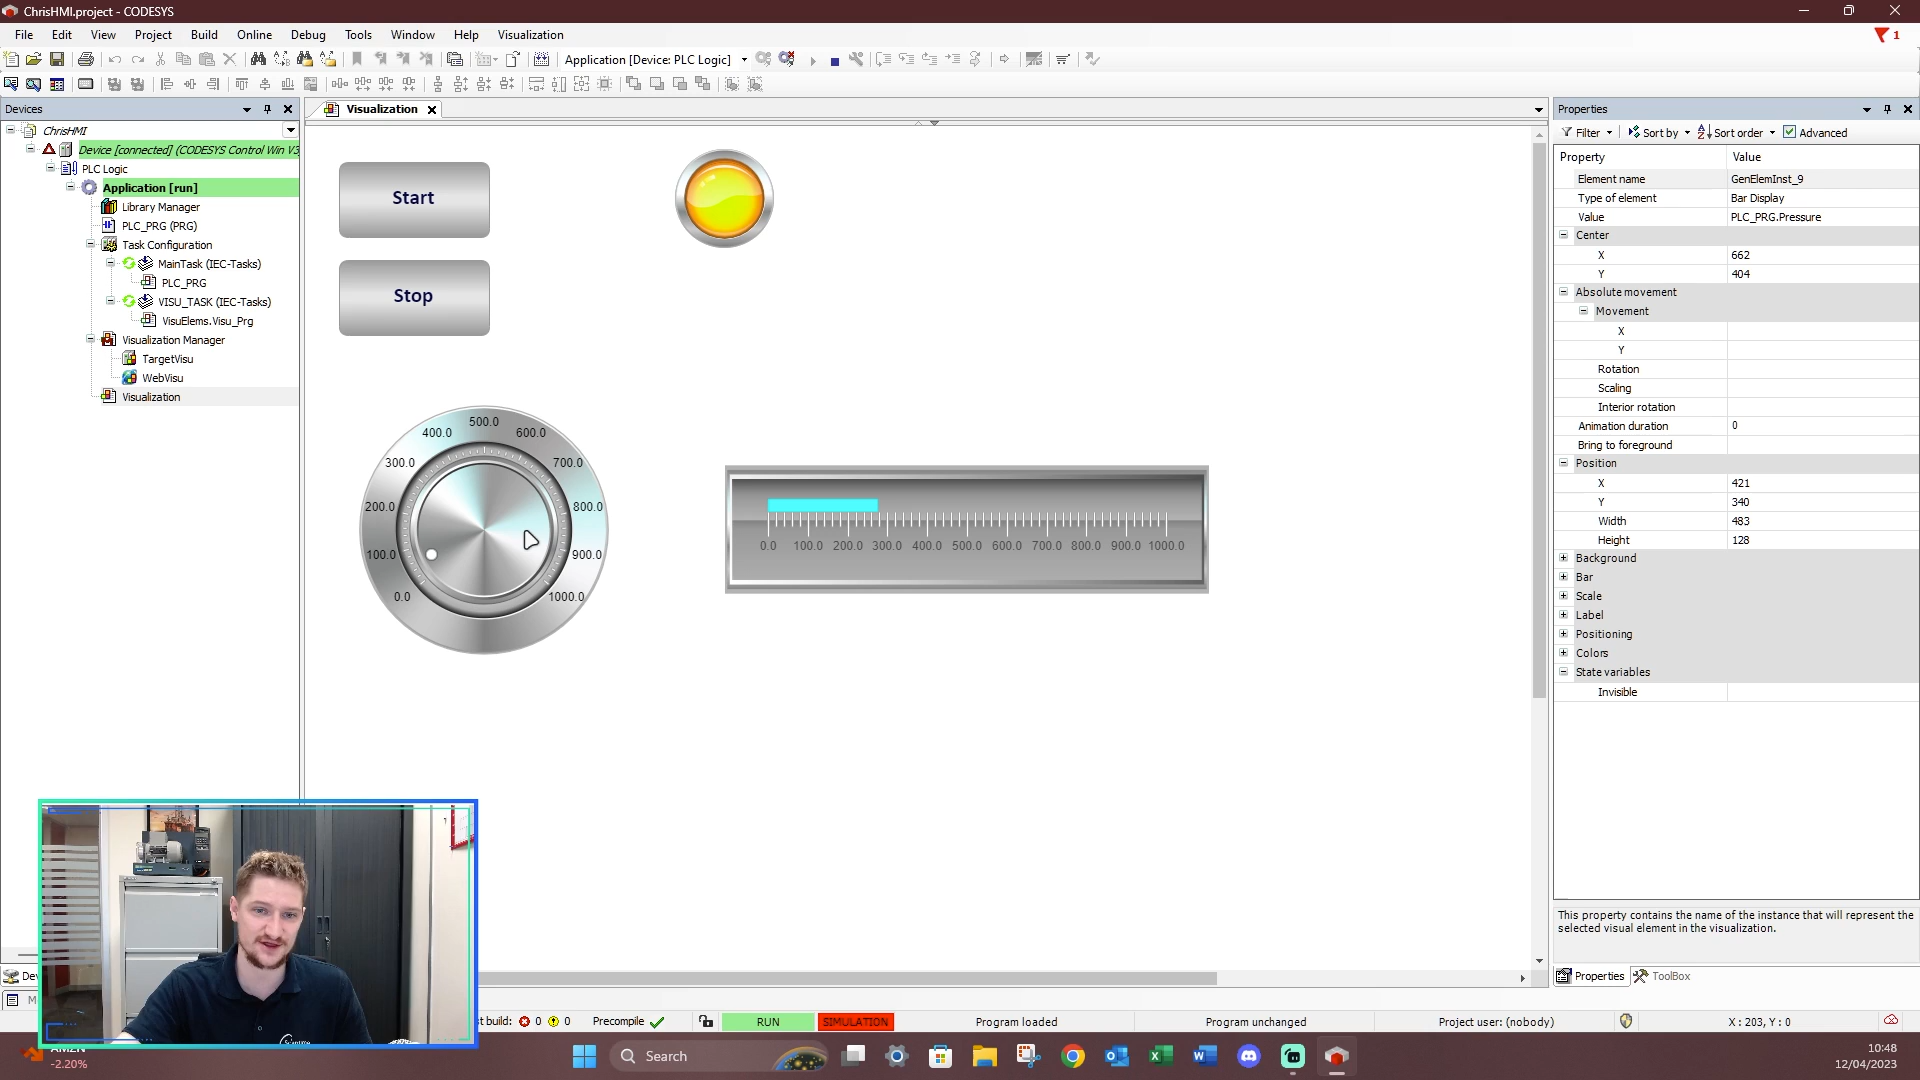 ChrisHMI.project - CODESYS
File Edit View Project Build Online Debug Tools Window Help Visualization
1
Application [Device: PLC Logic]
Devices
Visualization
Properties
ChrisHMI
Device [connected] (CODESYS Control Win V3
PLC Logic
Application [run]
Library Manager
PLC_PRG (PRG)
Task Configuration
MainTask (IEC-Tasks)
PLC_PRG
VISU_TASK (IEC-Tasks)
VisuElems.Visu_Prg
Visualization Manager
TargetVisu
WebVisu
Visualization
Start
Stop
0.0
100.0
200.0
300.0
400.0
500.0
600.0
700.0
800.0
900.0
1000.0
0.0 100.0 200.0 300.0 400.0 500.0 600.0 700.0 800.0 900.0 1000.0
Filter Sort by Sort order Advanced
Property Value
Element name GenElemInst_9
Type of element Bar Display
Value PLC_PRG.Pressure
Center
X 662
Y 404
Absolute movement
Movement
X
Y
Rotation
Scaling
Interior rotation
Animation duration 0
Bring to foreground
Position
X 421
Y 340
Width 483
Height 128
Background
Bar
Scale
Label
Positioning
Colors
State variables
Invisible
This property contains the name of the instance that will represent the
selected visual element in the visualization.
Properties ToolBox
Dev
M
st build: 0 0 Precompile RUN SIMULATION Program loaded Program unchanged Project user: (nobody) X : 203, Y : 0
AMZN
-2.20%
Search
10:48
12/04/2023